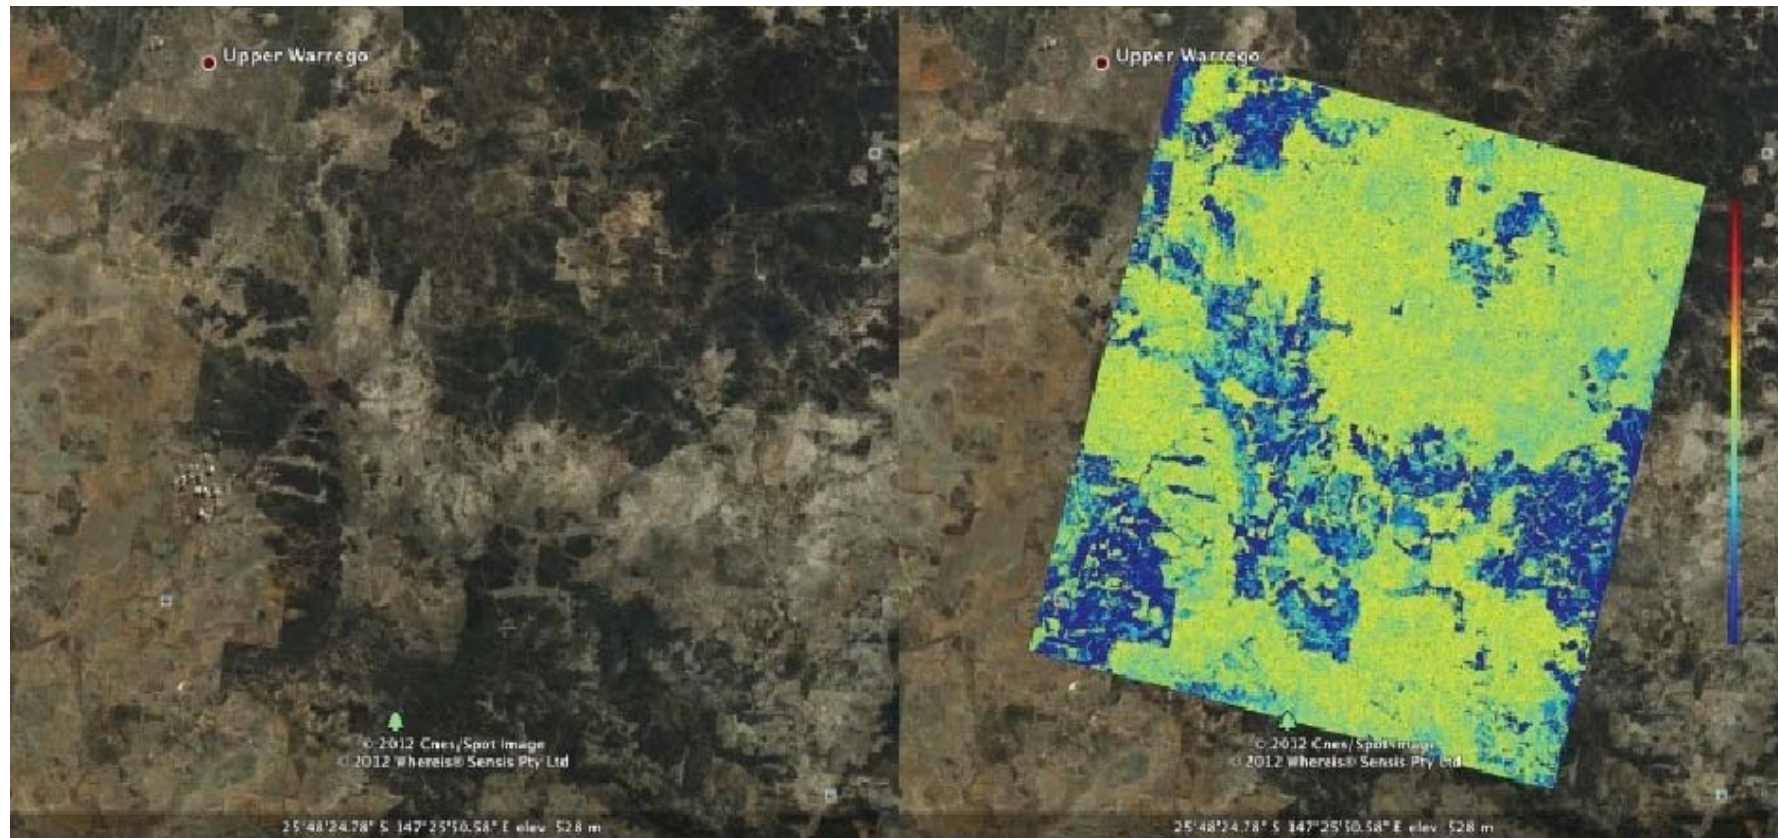 Upper Warrego
© 2012 Cnes/Spot Image
© 2012 Whereis® Sensis Pty Ltd
25°48'24.78" S 147°25'50.58" E elev 528 m
Upper Warrego
© 2012 Cnes/Spot Image
© 2012 Whereis® Sensis Pty Ltd
25°48'24.78" S 147°25'50.58" E elev 528 m